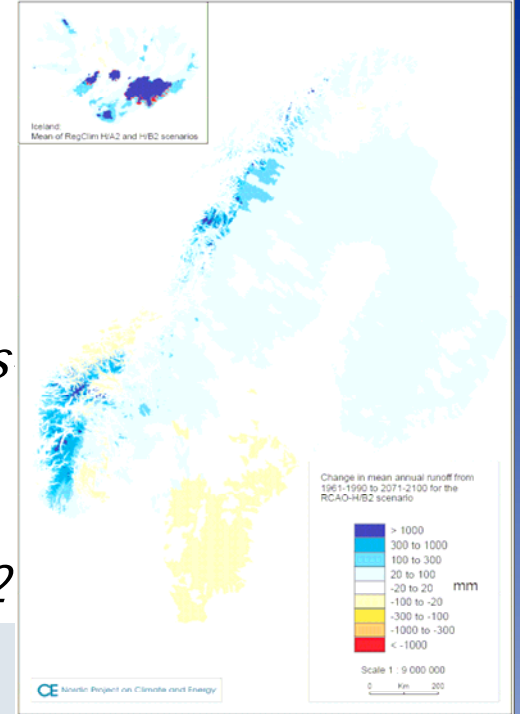 Iceland:
Mean of RegClim H/A2 and H/B2 scenarios
s
2
Change in mean annual runoff from
1961-1990 to 2071-2100 for the
RCAO-H/B2 scenario
> 1000
300 to 1000
100 to 300
20 to 100
-20 to 20
-100 to -20
-300 to -100
-1000 to -300
< -1000
mm
Scale 1 : 9 000 000
0 Km 200
CE Nordic Project on Climate and Energy